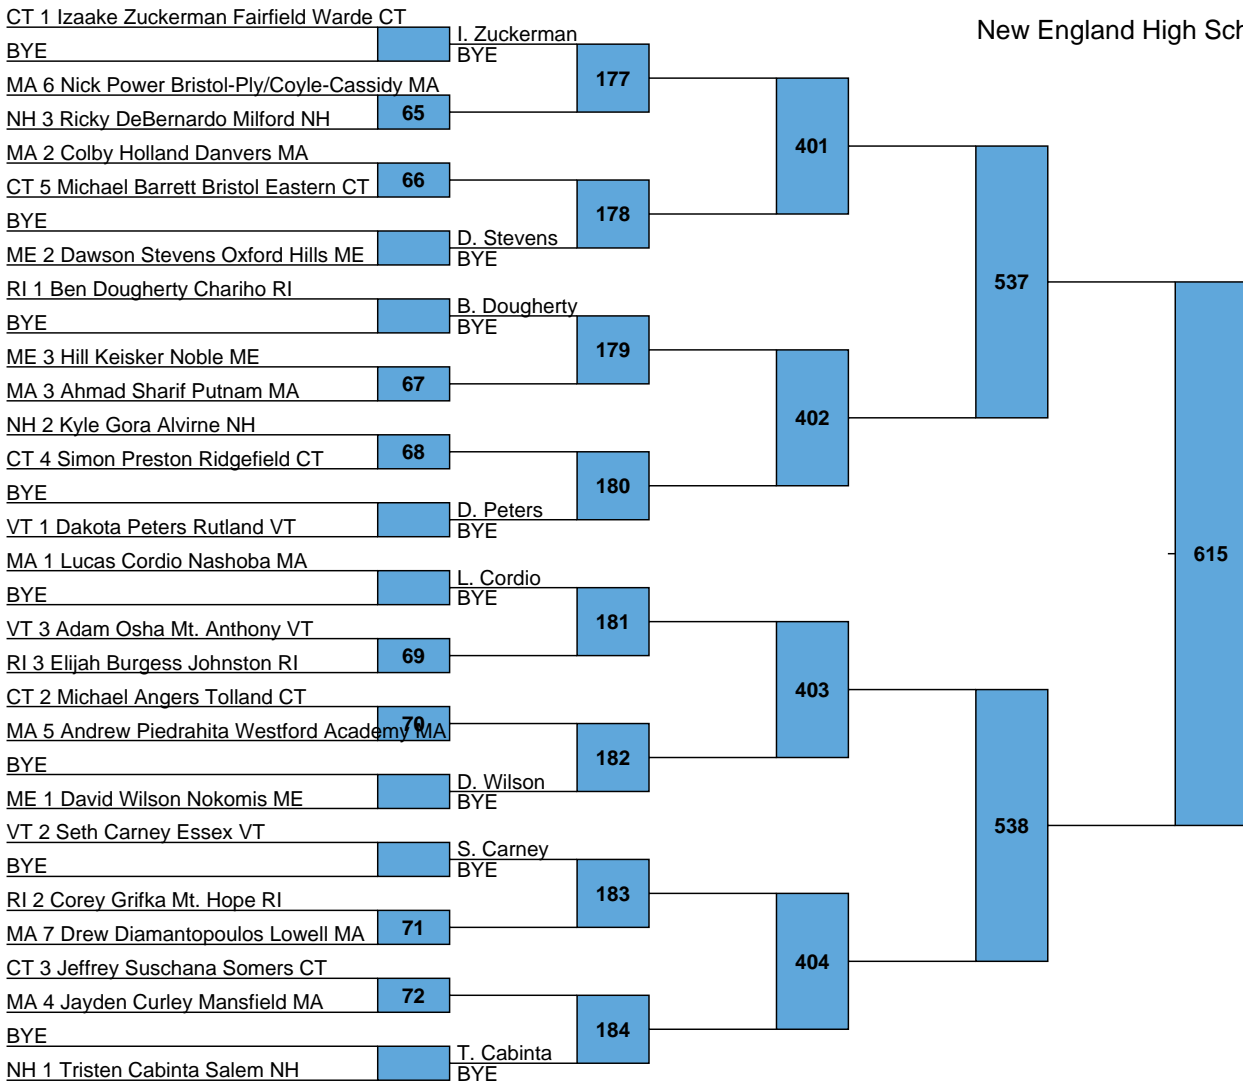 New England High Sch
CT 1 Izaake Zuckerman Fairfield Warde CT
BYE
MA 6 Nick Power Bristol-Ply/Coyle-Cassidy MA
NH 3 Ricky DeBernardo Milford NH
MA 2 Colby Holland Danvers MA
CT 5 Michael Barrett Bristol Eastern CT
BYE
ME 2 Dawson Stevens Oxford Hills ME
RI 1 Ben Dougherty Chariho RI
BYE
ME 3 Hill Keisker Noble ME
MA 3 Ahmad Sharif Putnam MA
NH 2 Kyle Gora Alvirne NH
CT 4 Simon Preston Ridgefield CT
BYE
VT 1 Dakota Peters Rutland VT
MA 1 Lucas Cordio Nashoba MA
BYE
VT 3 Adam Osha Mt. Anthony VT
RI 3 Elijah Burgess Johnston RI
CT 2 Michael Angers Tolland CT
MA 5 Andrew Piedrahita Westford Academy MA
BYE
ME 1 David Wilson Nokomis ME
VT 2 Seth Carney Essex VT
BYE
RI 2 Corey Grifka Mt. Hope RI
MA 7 Drew Diamantopoulos Lowell MA
CT 3 Jeffrey Suschana Somers CT
MA 4 Jayden Curley Mansfield MA
BYE
NH 1 Tristen Cabinta Salem NH
65
66
67
68
69
70
71
72
I. Zuckerman
BYE
D. Stevens
BYE
B. Dougherty
BYE
D. Peters
BYE
L. Cordio
BYE
D. Wilson
BYE
S. Carney
BYE
T. Cabinta
BYE
177
178
179
180
181
182
183
184
401
402
403
404
537
538
615